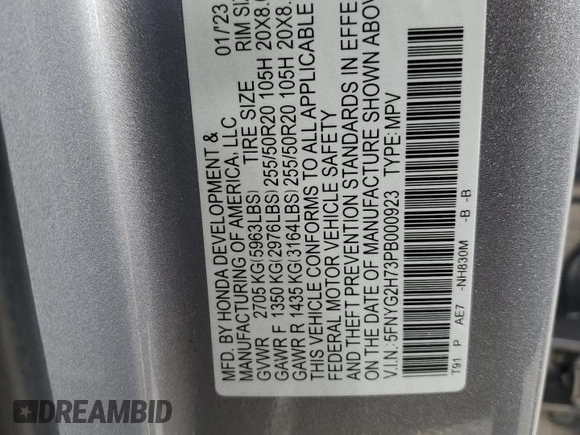 MFD. BY HONDA DEVELOPMENT &
MANUFACTURING OF AMERICA, LLC 01/'23
GVWR 2705 KG(5963LBS) TIRE SIZE RIM SIZ
GAWR F 1350 KG(2976LBS) 255/50R20 105H 20X8.
GAWR R 1435 KG(3164LBS) 255/50R20 105H 20X8.
THIS VEHICLE CONFORMS TO ALL APPLICABLE
FEDERAL MOTOR VEHICLE SAFETY
AND THEFT PREVENTION STANDARDS IN EFFE
ON THE DATE OF MANUFACTURE SHOWN ABOV
V.I.N.: 5FNYG2H73PB000923 TYPE: MPV
T91 P AE7 -NH830M -B -B
DREAMBID